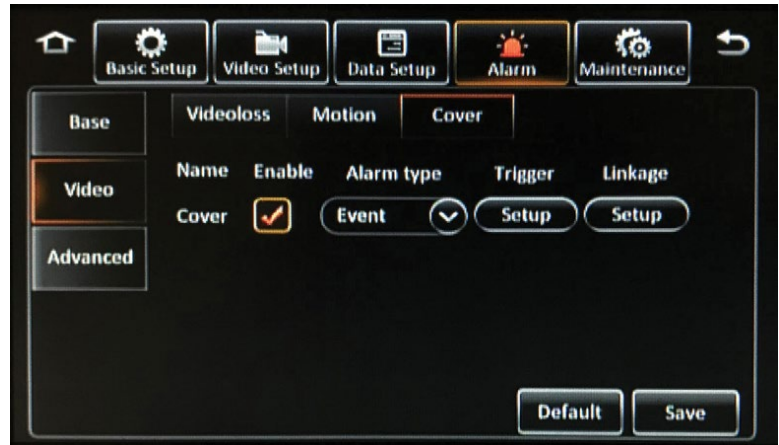 Basic Setup Video Setup Data Setup Alarm Maintenance
Base
Video
Advanced
Videoloss Motion Cover
Name Enable Alarm type Trigger Linkage
Cover Event Setup Setup
Default Save